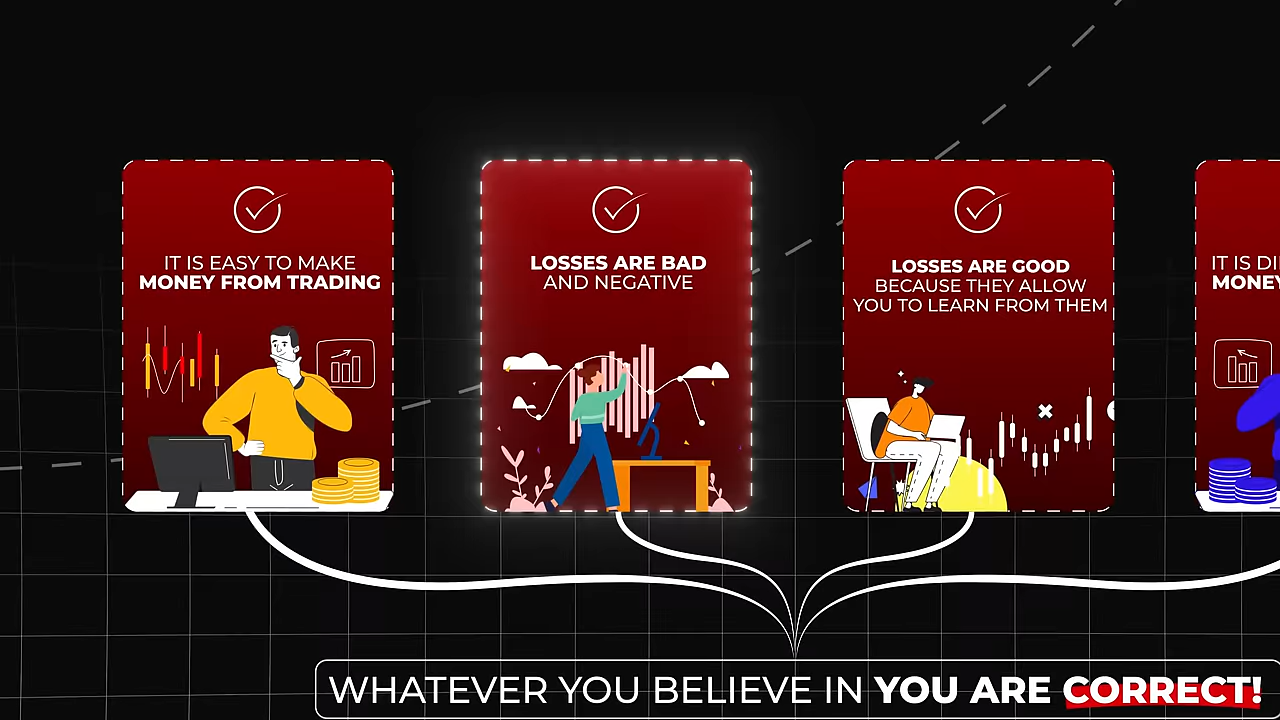 IT IS EASY TO MAKE
MONEY FROM TRADING
LOSSES ARE BAD
AND NEGATIVE
LOSSES ARE GOOD
BECAUSE THEY ALLOW
YOU TO LEARN FROM THEM
IT IS
MONEY
WHATEVER YOU BELIEVE IN YOU ARE CORRECT!